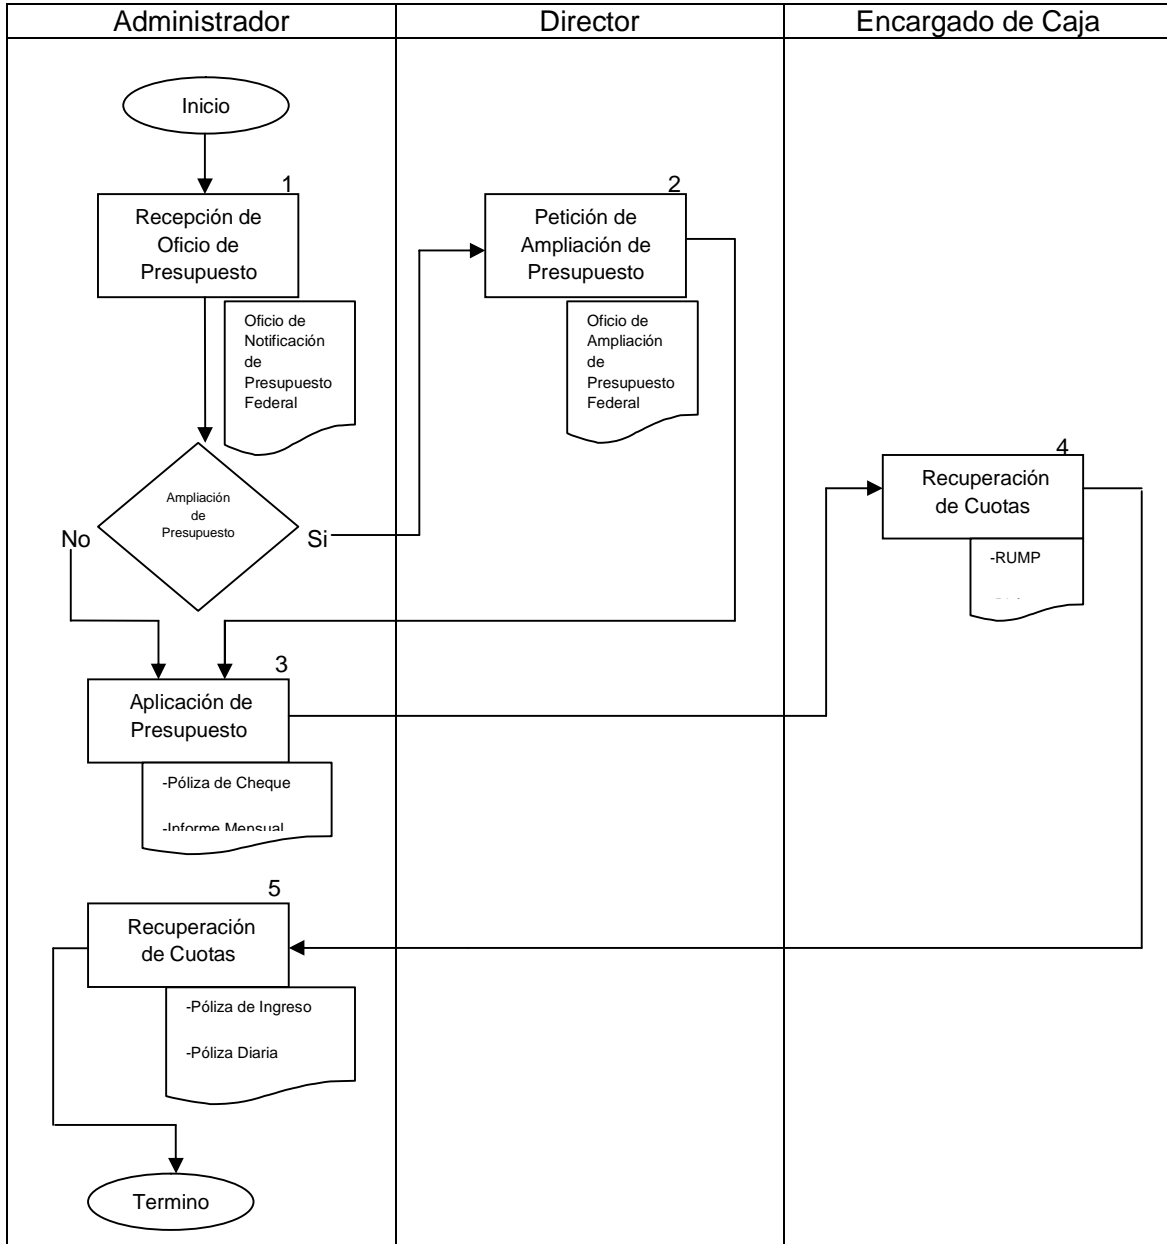 Administrador
Director
Encargado de Caja
Inicio
1
Recepción de
Oficio de
Presupuesto
Oficio de
Notificación
de
Presupuesto
Federal
2
Petición de
Ampliación de
Presupuesto
Oficio de
Ampliación
de
Presupuesto
Federal
Ampliación
de
Presupuesto
No
Si
3
Aplicación de
Presupuesto
-Póliza de Cheque
-Informe Mensual
4
Recuperación
de Cuotas
-RUMP
5
Recuperación
de Cuotas
-Póliza de Ingreso
-Póliza Diaria
Termino